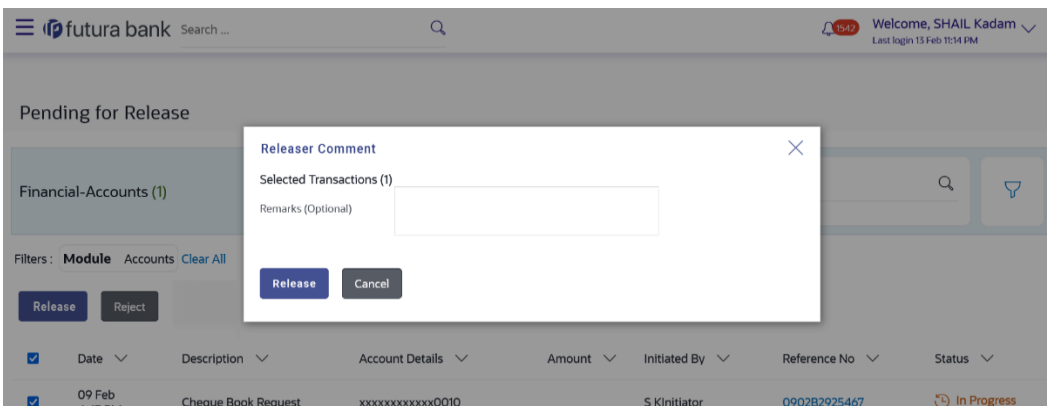 futura bank Search ... 1542 Welcome, SHAIL Kadam
Last login 13 Feb 11:14 PM
Pending for Release
Releaser Comment
Selected Transactions (1)
Financial-Accounts (1)
Remarks (Optional)
Filters : Module Accounts Clear All
Release Cancel
Release Reject
Date Description Account Details Amount Initiated By Reference No Status
09 Feb
Cheque Book Request xxxxxxxxxxxx0010 S KInitiator 0902B2925467 In Progress